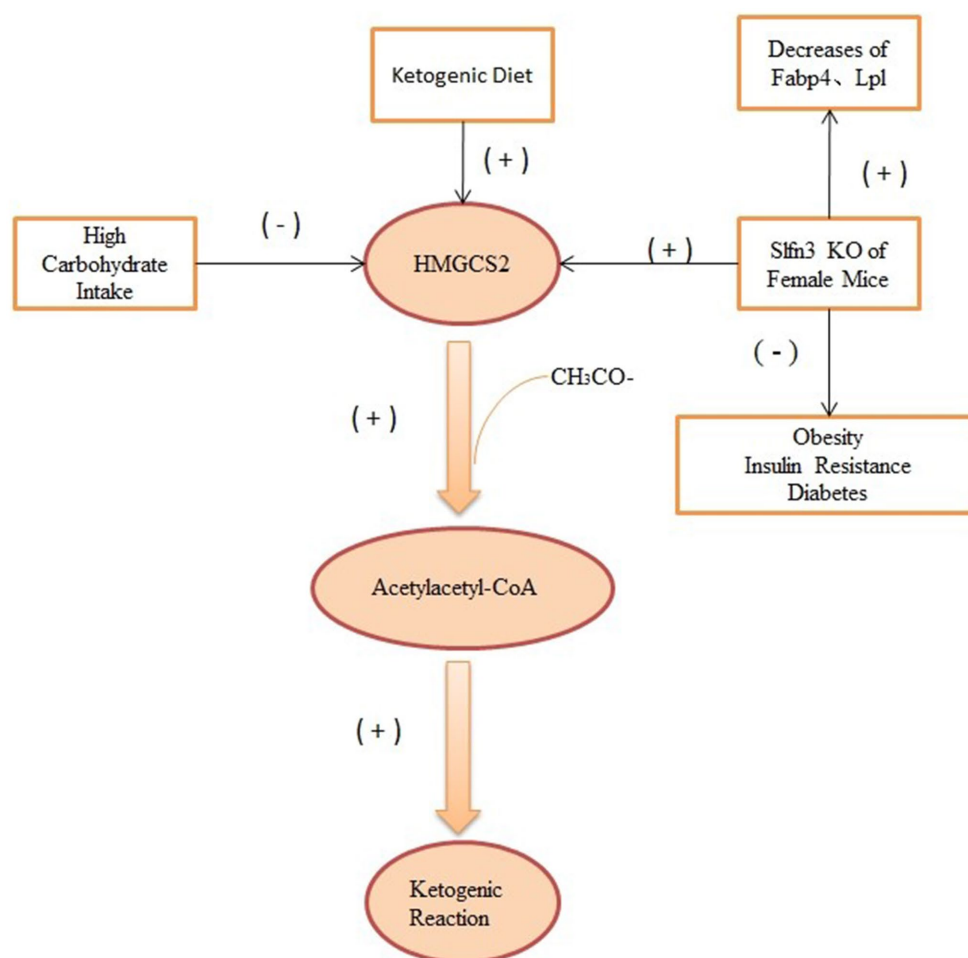 Ketogenic Diet
Decreases of
Fabp4、Lpl
(+)
(+)
High
Carbohydrate
Intake
(-)
HMGCS2
(+)
Slfn3 KO of
Female Mice
(-)
CH₃CO-
(+)
Obesity
Insulin Resistance
Diabetes
Acetylacetyl-CoA
(+)
Ketogenic
Reaction